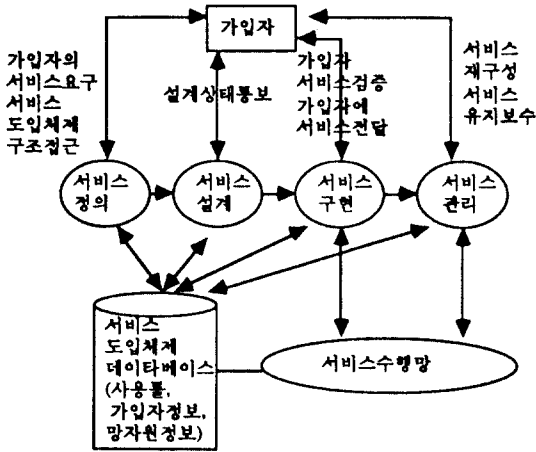 가입자
가입자의
서비스요구
서비스
도입체제
구조접근
설계상태통보
가입자
서비스검증
가입자에
서비스전달
서비스
재구성
서비스
유지보수
서비스
정의
서비스
설계
서비스
구현
서비스
관리
서비스
도입체제
데이타베이스
(사용률,
가입자정보,
망자원정보)
서비스수행망